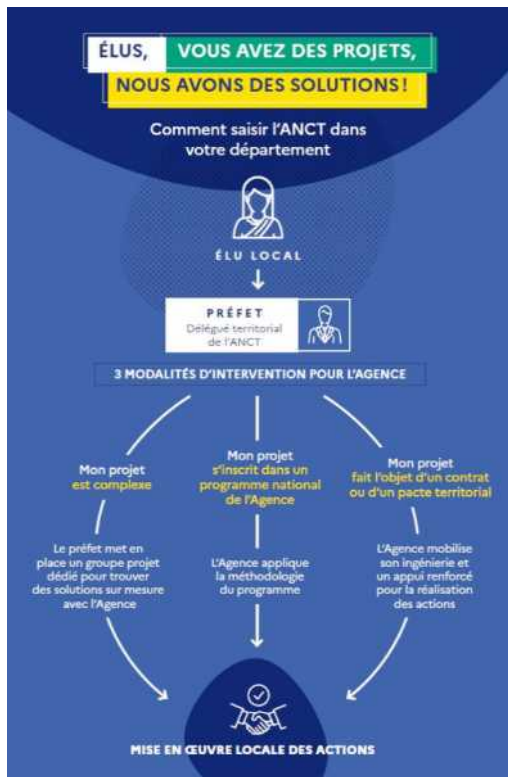 ÉLUS, VOUS AVEZ DES PROJETS,
NOUS AVONS DES SOLUTIONS !
Comment saisir l'ANCT dans
votre département
ÉLU LOCAL
PRÉFET
Délégué territorial
de l'ANCT
3 MODALITÉS D'INTERVENTION POUR L'AGENCE
Mon projet
est complexe
Le préfet met en
place un groupe projet
dédié pour trouver
des solutions sur mesure
avec l'Agence
Mon projet
s'inscrit dans un
programme national
de l'Agence
L'Agence applique
la méthodologie
du programme
Mon projet
fait l'objet d'un contrat
ou d'un pacte territorial
L'Agence mobilise
son ingénierie et
un appui renforcé
pour la réalisation
des actions
MISE EN ŒUVRE LOCALE DES ACTIONS